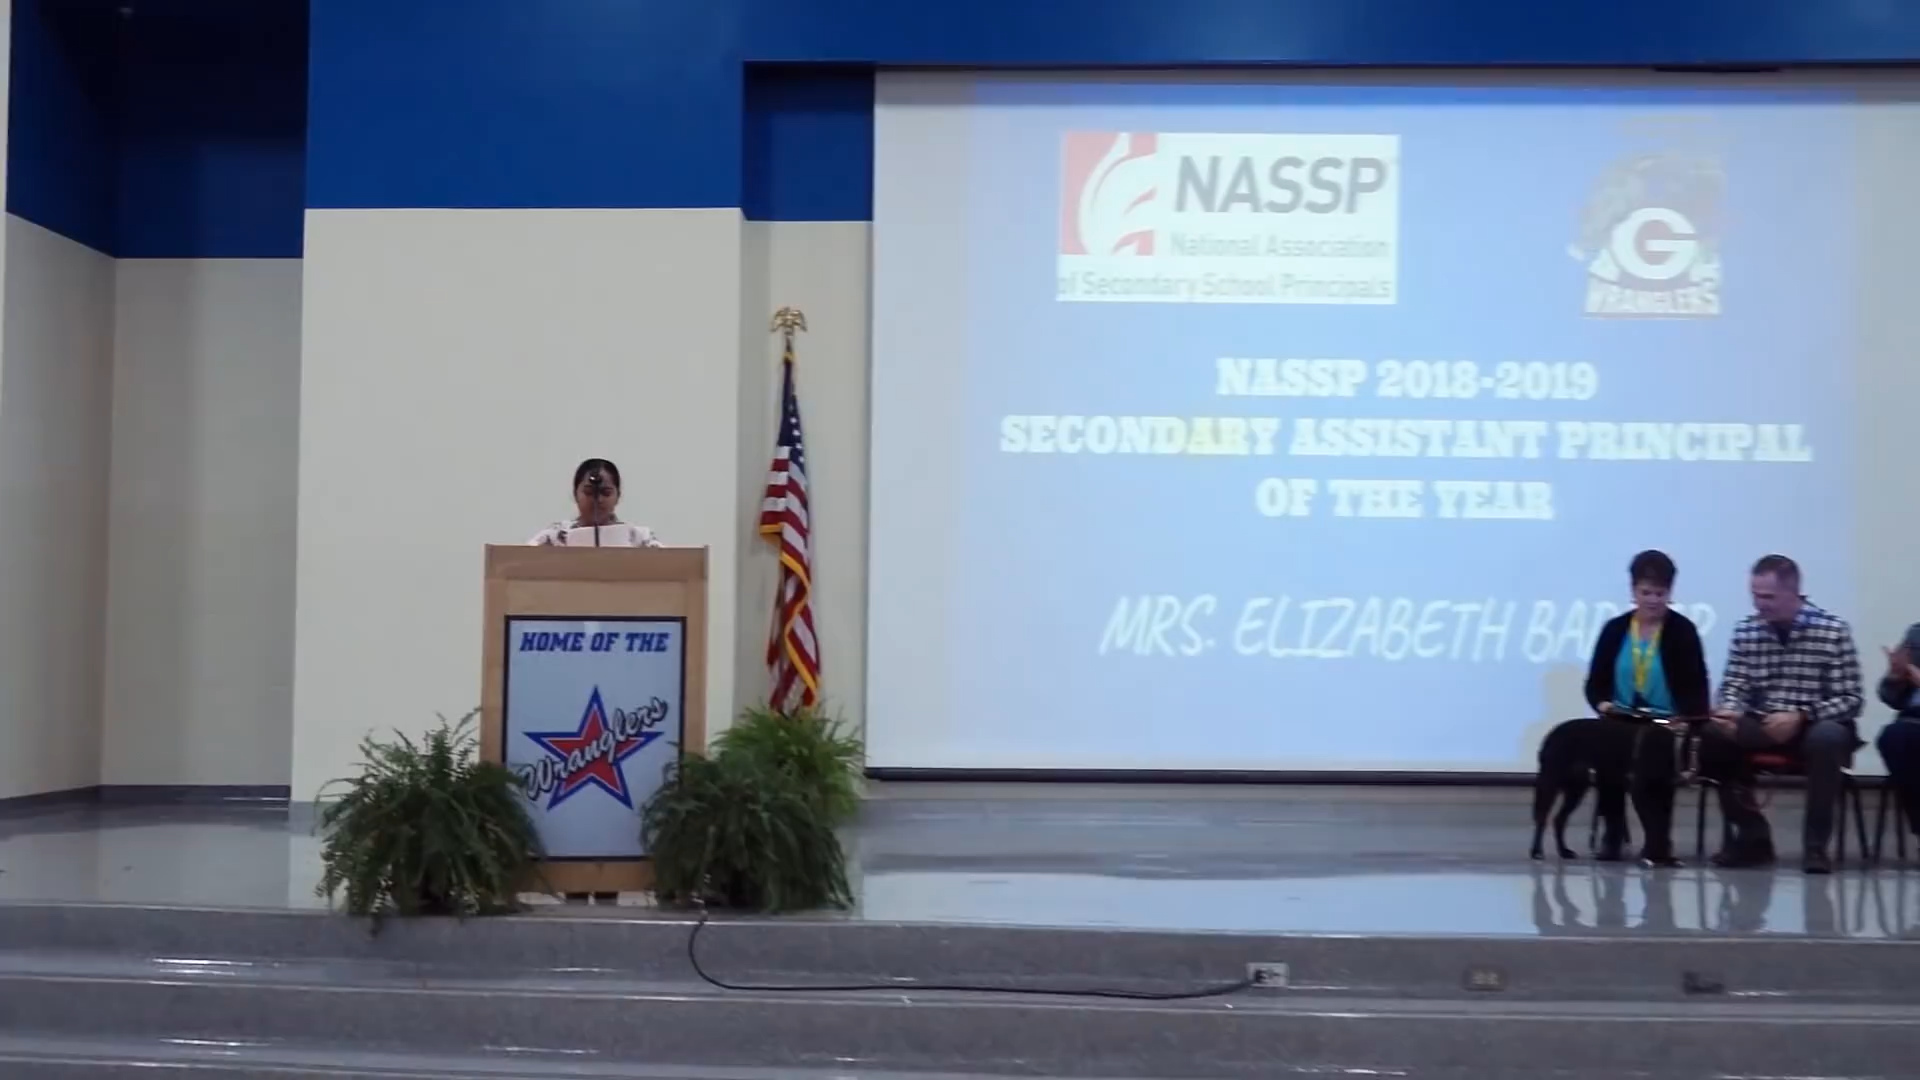 NASSP
National Association
of Secondary School Principals
G
WRANGLERS
NASSP 2018-2019
SECONDARY ASSISTANT PRINCIPAL
OF THE YEAR
MRS. ELIZABETH
HOME OF THE
Wranglers